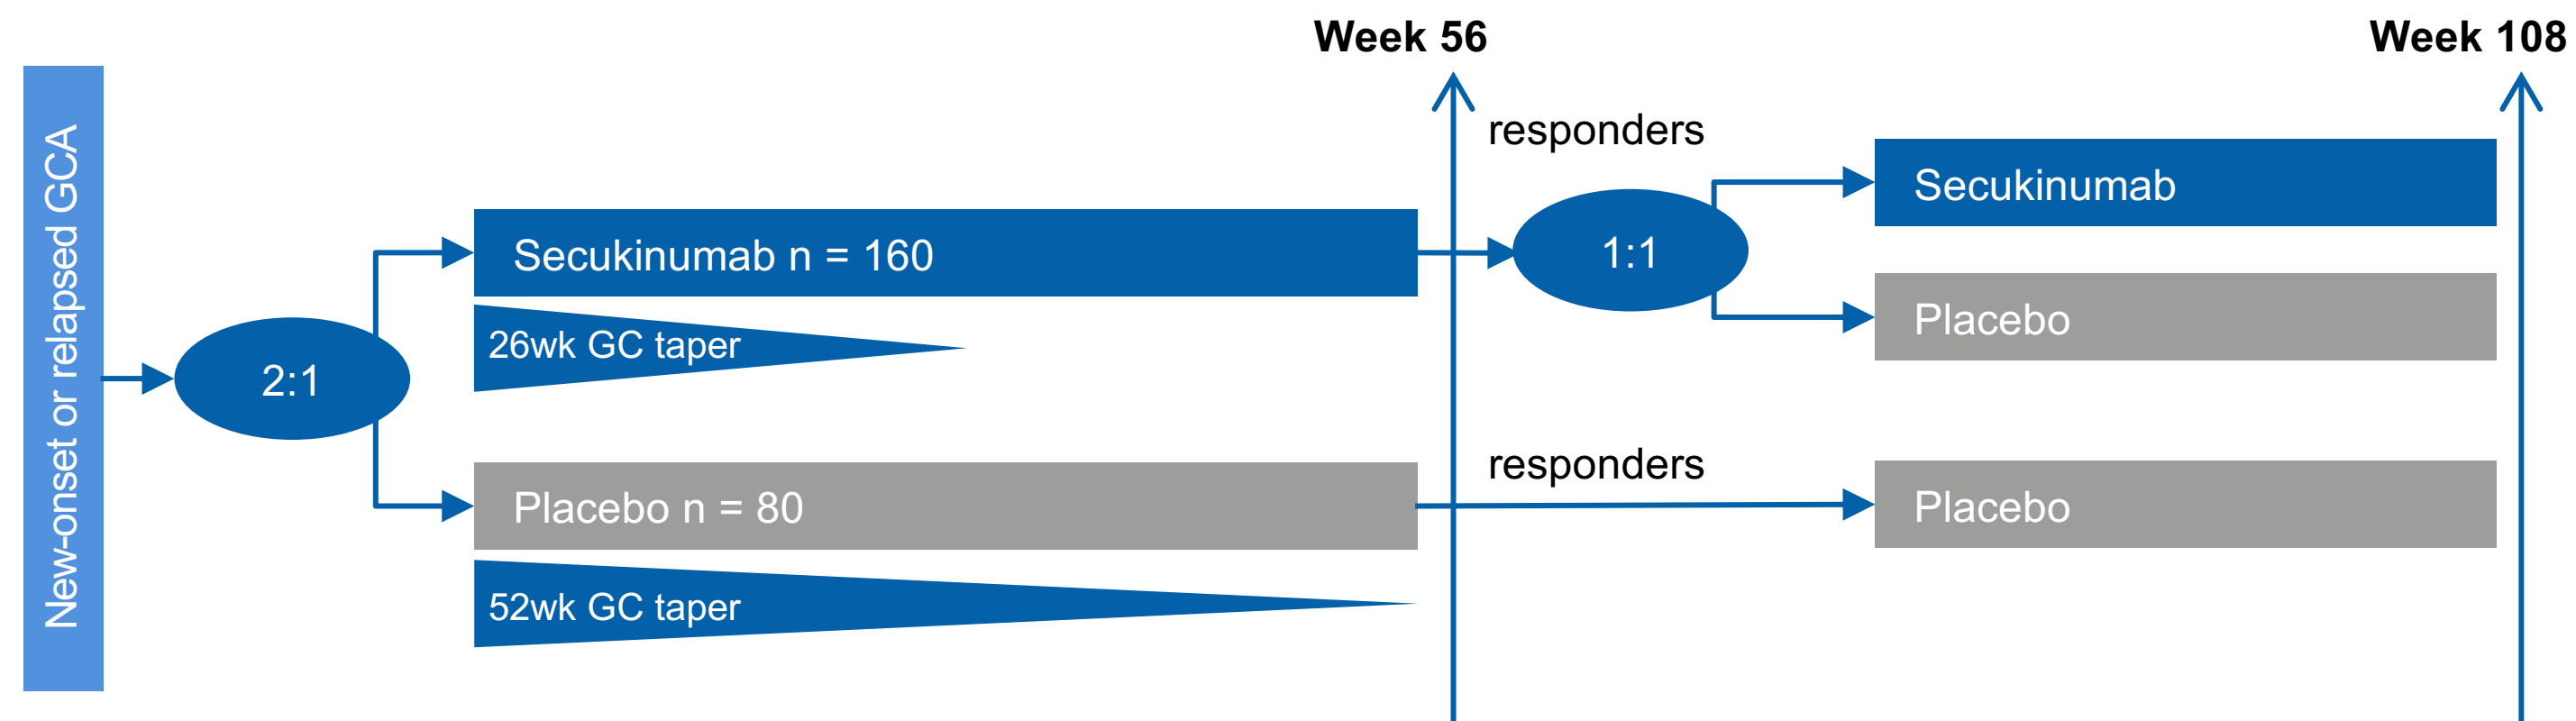 Week 56
Week 108
New-onset or relapsed GCA
2:1
Secukinumab n = 160
26wk GC taper
Placebo n = 80
52wk GC taper
responders
1:1
Secukinumab
Placebo
responders
Placebo